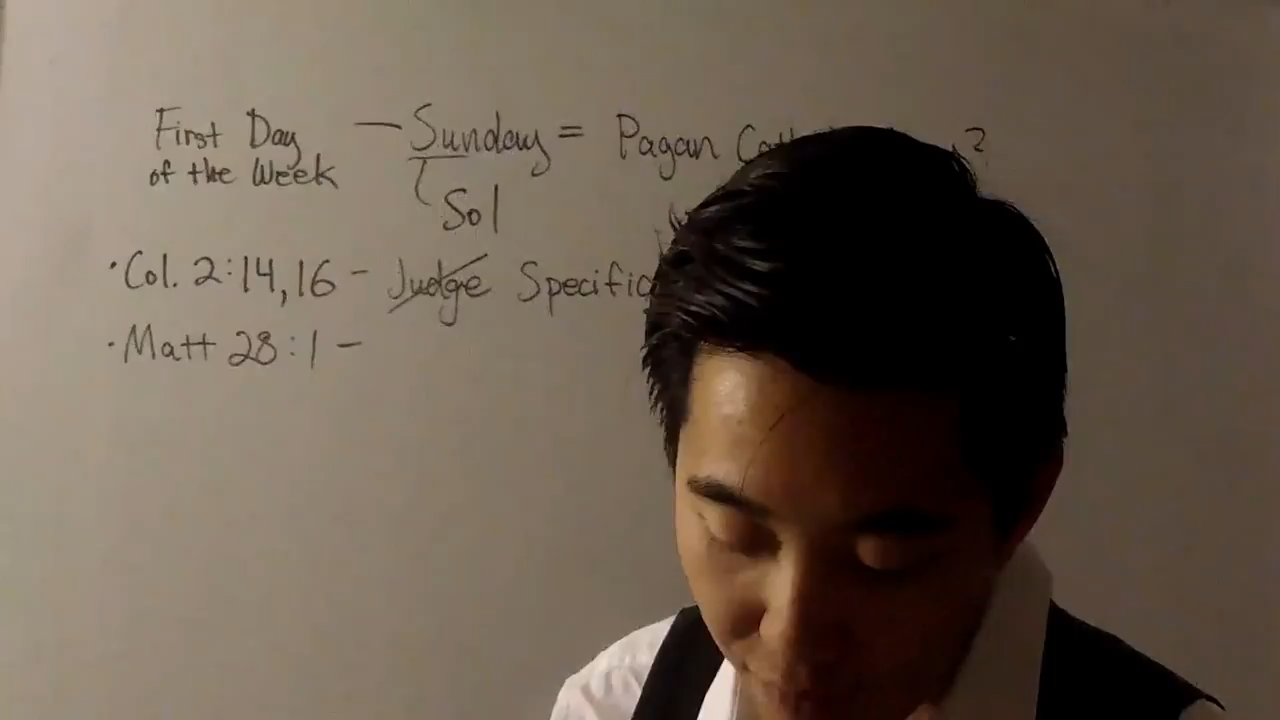 First Day — Sunday = Pagan ?
of the Week
Sol
· Col. 2:14,16 - Judge Specific
· Matt 28:1 -